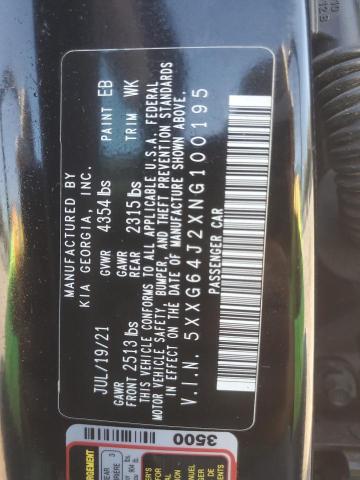 MANUFACTURED BY
KIA GEORGIA, INC.
JUL/19/21 GVWR 4354 lbs PAINT EB
GAWR FRONT 2513 lbs GAWR REAR 2315 lbs TRIM WK
THIS VEHICLE CONFORMS TO ALL APPLICABLE U.S.A. FEDERAL
MOTOR VEHICLE SAFETY, BUMPER, AND THEFT PREVENTION STANDARDS
IN EFFECT ON THE DATE OF MANUFACTURE SHOWN ABOVE.
V.I.N. 5XXG64J2XNG100195
PASSENGER CAR
3500